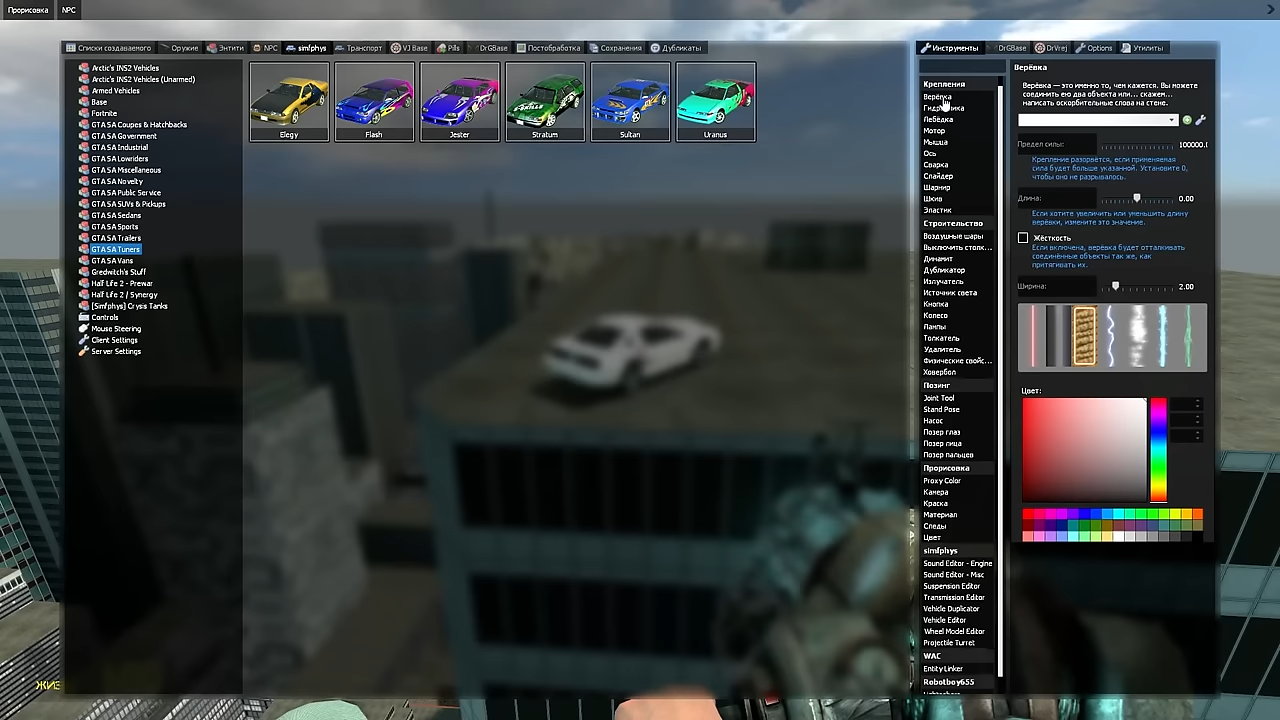 Прорисовка NPC
Списки создаваемого Оружие Энтити NPC simfphys Транспорт VJ Base Pills DrGBase Постобработка Сохранения Дубликаты
Arctic's INS2 Vehicles
Arctic's INS2 Vehicles (Unarmed)
Armed Vehicles
Base
Fortnite
GTA SA Coupes & Hatchbacks
GTA SA Government
GTA SA Industrial
GTA SA Lowriders
GTA SA Miscellaneous
GTA SA Novelty
GTA SA Public Service
GTA SA SUVs & Pickups
GTA SA Sedans
GTA SA Sports
GTA SA Trailers
GTA SA Tuners
GTA SA Vans
Gredwitch's Stuff
Half Life 2 - Prewar
Half Life 2 / Synergy
[Simfphys] Crysis Tanks
Controls
Mouse Steering
Client Settings
Server Settings
Elegy Flash Jester Stratum Sultan Uranus
Инструменты DrGBase DrVrej Options Утилиты
Крепления
Верёвка
Лебёдка
Мотор
Мышца
Ось
Сварка
Слайдер
Шарнир
Шкив
Эластик
Строительство
Воздушные шары
Выключить столк...
Динамит
Дубликатор
Излучатель
Источник света
Кнопка
Колесо
Лампы
Толкатель
Удалитель
Физические свойс...
Ховербол
Позинг
Joint Tool
Stand Pose
Насос
Позер глаз
Позер лица
Позер пальцев
Прорисовка
Proxy Color
Камера
Краска
Материал
Следы
Цвет
simfphys
Sound Editor - Engine
Sound Editor - Misc
Suspension Editor
Transmission Editor
Vehicle Duplicator
Vehicle Editor
Wheel Model Editor
Projectile Turret
WAC
Entity Linker
Robotboy655
Верёвка
Верёвка — это именно то, чем кажется. Вы можете
соединить ею два объекта или... скажем...
написать оскорбительные слова на стене.
Предел силы: 100000.(
Крепление разорвётся, если применяемая
сила будет больше указанной. Установите 0,
чтобы оно не разрывалось.
Длина: 0.00
Если хотите увеличить или уменьшить длину
верёвки, измените это значение.
Жёсткость
Если включена, верёвка будет отталкивать
соединённые объекты так же, как
притягивать их.
Ширина: 2.00
Цвет: